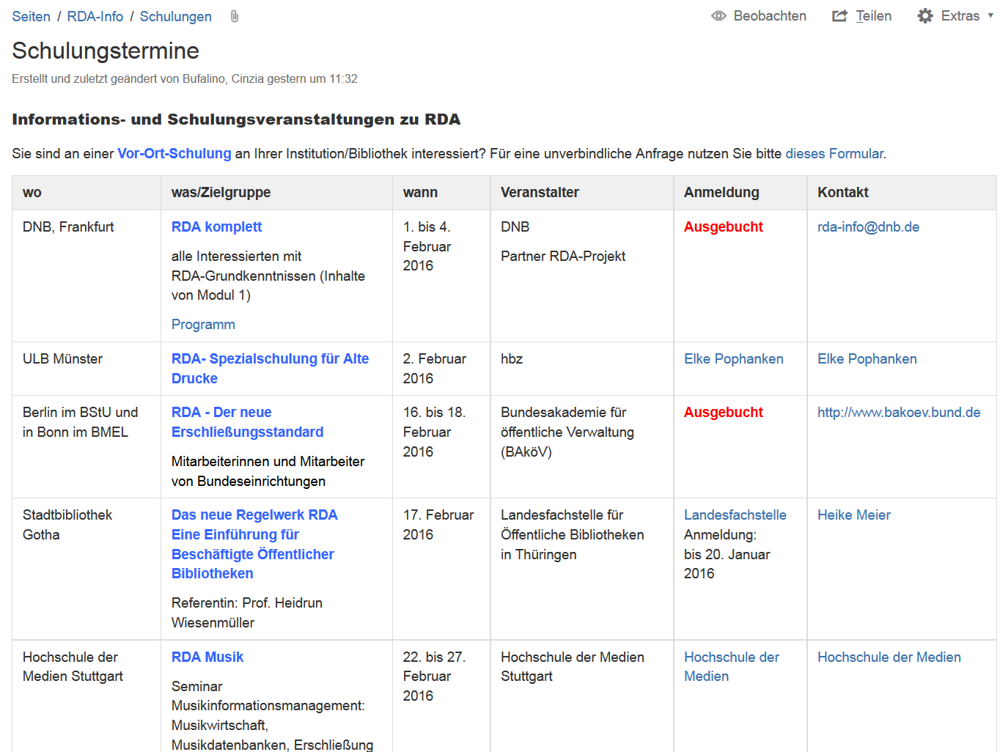 Seiten / RDA-Info / Schulungen
Beobachten Teilen Extras
Schulungstermine
Erstellt und zuletzt geändert von Bufalino, Cinzia gestern um 11:32
Informations- und Schulungsveranstaltungen zu RDA
Sie sind an einer Vor-Ort-Schulung an Ihrer Institution/Bibliothek interessiert? Für eine unverbindliche Anfrage nutzen Sie bitte dieses Formular.
wo was/Zielgruppe wann Veranstalter Anmeldung Kontakt
DNB, Frankfurt
RDA komplett
alle Interessierten mit
RDA-Grundkenntnissen (Inhalte
von Modul 1)
Programm
1. bis 4.
Februar
2016
DNB
Partner RDA-Projekt
Ausgebucht
rda-info@dnb.de
ULB Münster
RDA- Spezialschulung für Alte
Drucke
2. Februar
2016
hbz
Elke Pophanken
Elke Pophanken
Berlin im BStU und
in Bonn im BMEL
RDA - Der neue
Erschließungsstandard
Mitarbeiterinnen und Mitarbeiter
von Bundeseinrichtungen
16. bis 18.
Februar
2016
Bundesakademie für
öffentliche Verwaltung
(BAköV)
Ausgebucht
http://www.bakoev.bund.de
Stadtbibliothek
Gotha
Das neue Regelwerk RDA
Eine Einführung für
Beschäftigte Öffentlicher
Bibliotheken
Referentin: Prof. Heidrun
Wiesenmüller
17. Februar
2016
Landesfachstelle für
Öffentliche Bibliotheken
in Thüringen
Landesfachstelle
Anmeldung:
bis 20. Januar
2016
Heike Meier
Hochschule der
Medien Stuttgart
RDA Musik
Seminar
Musikinformationsmanagement:
Musikwirtschaft,
Musikdatenbanken, Erschließung
22. bis 27.
Februar
2016
Hochschule der Medien
Stuttgart
Hochschule der
Medien
Hochschule der Medien